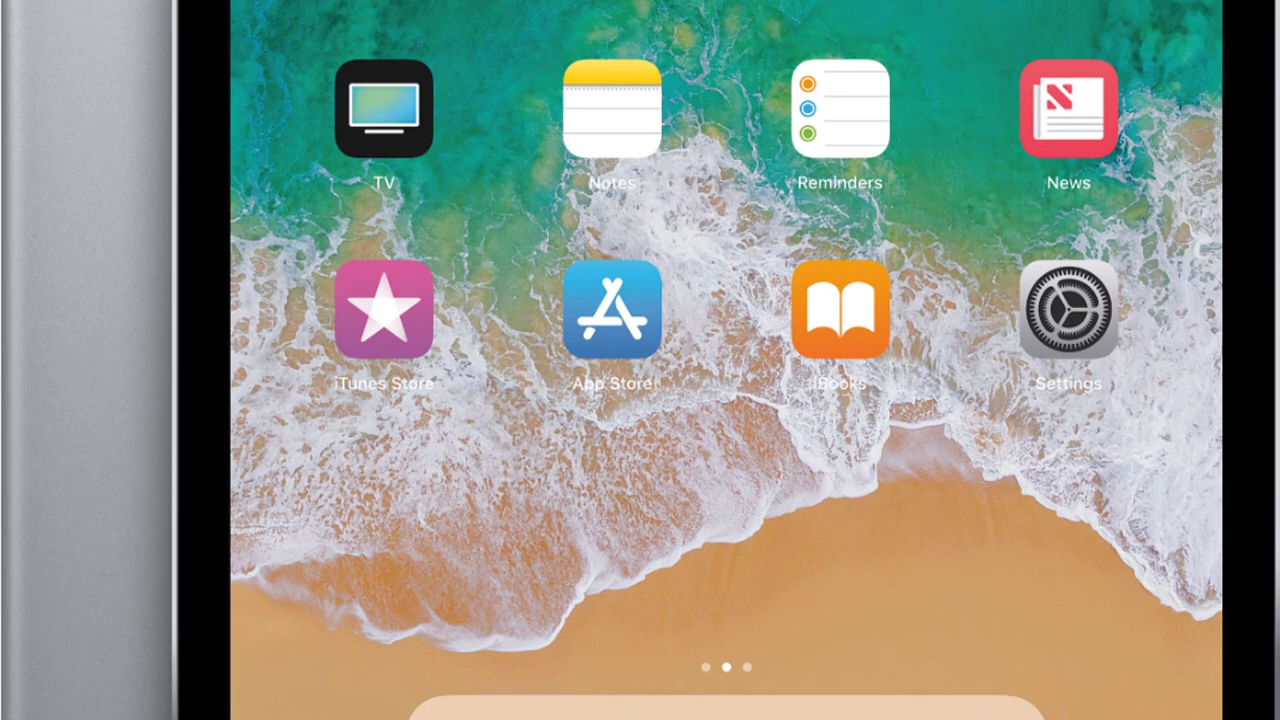 TV
Notes
Reminders
News
iTunes Store
App Store
iBooks
Settings